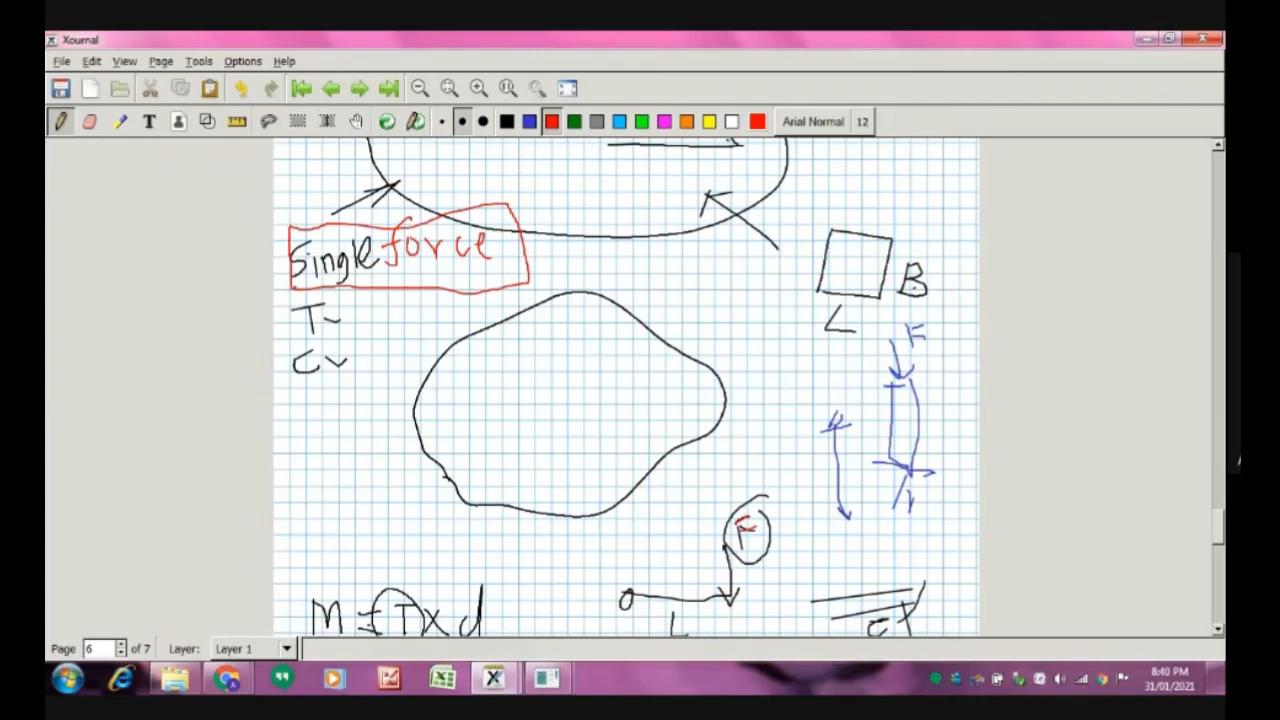 Xournal
File Edit View Page Tools Options Help
T Arial Normal 12
Single force
B
T
L
F
C
F
M = T x d
L
Page 6 of 7 Layer: Layer 1
8:40 PM
31/01/2021